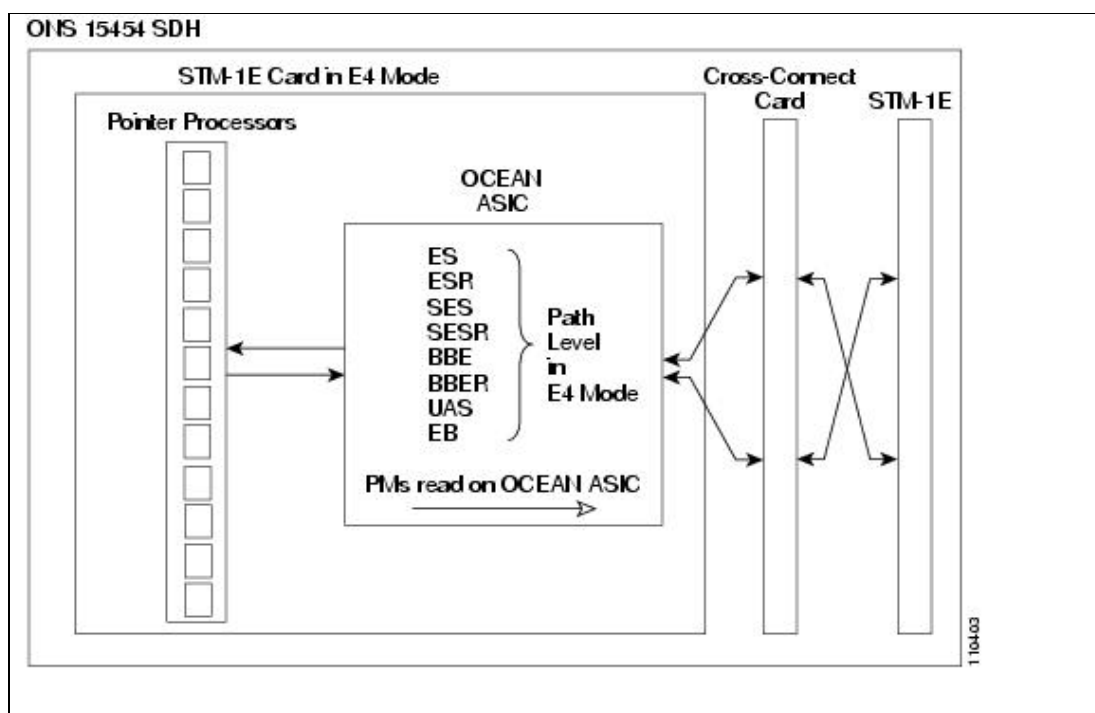 ONS 15454 SDH
STM-1E Card in E4 Mode
Cross-Connect
Card
STM-1E
Pointer Processors
OCEAN
ASIC
ES
ESR
SES
SESR
BBE
BBER
UAS
EB
Path
Level
in
E4 Mode
PMs read on OCEAN ASIC
110403